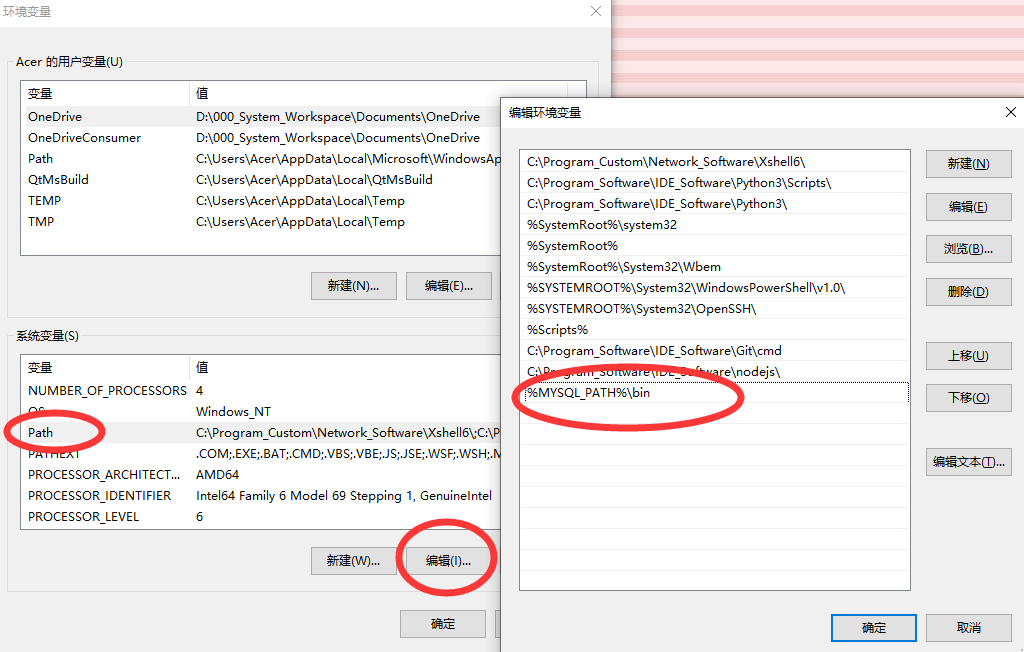 环境变量
Acer 的用户变量(U)
变量 值
OneDrive D:\000_System_Workspace\Documents\OneDrive
OneDriveConsumer D:\000_System_Workspace\Documents\OneDrive
Path C:\Users\Acer\AppData\Local\Microsoft\WindowsAp
QtMsBuild C:\Users\Acer\AppData\Local\QtMsBuild
TEMP C:\Users\Acer\AppData\Local\Temp
TMP C:\Users\Acer\AppData\Local\Temp
新建(N)... 编辑(E)...
系统变量(S)
变量 值
NUMBER_OF_PROCESSORS 4
OS Windows_NT
Path C:\Program_Custom\Network_Software\Xshell6\;C:\P
PATHEXT .COM;.EXE;.BAT;.CMD;.VBS;.VBE;.JS;.JSE;.WSF;.WSH;.M
PROCESSOR_ARCHITECT... AMD64
PROCESSOR_IDENTIFIER Intel64 Family 6 Model 69 Stepping 1, GenuineIntel
PROCESSOR_LEVEL 6
新建(W)... 编辑(I)...
确定
编辑环境变量
C:\Program_Custom\Network_Software\Xshell6\
C:\Program_Software\IDE_Software\Python3\Scripts\
C:\Program_Software\IDE_Software\Python3\
%SystemRoot%\system32
%SystemRoot%
%SystemRoot%\System32\Wbem
%SYSTEMROOT%\System32\WindowsPowerShell\v1.0\
%SYSTEMROOT%\System32\OpenSSH\
%Scripts%
C:\Program_Software\IDE_Software\Git\cmd
C:\Program_Software\IDE_Software\nodejs\
%MYSQL_PATH%\bin
新建(N)
编辑(E)
浏览(B)...
删除(D)
上移(U)
下移(O)
编辑文本(T)...
确定 取消